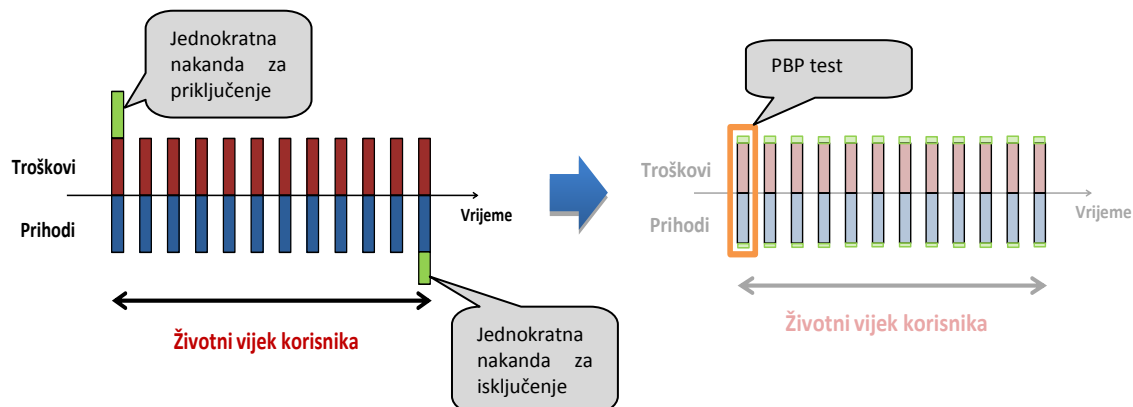 Jednokratna
nakanda za
priključenje
Troškovi
Prihodi
Vrijeme
Životni vijek korisnika
Jednokratna
nakanda za
isključenje
PBP test
Troškovi
Prihodi
Vrijeme
Životni vijek korisnika